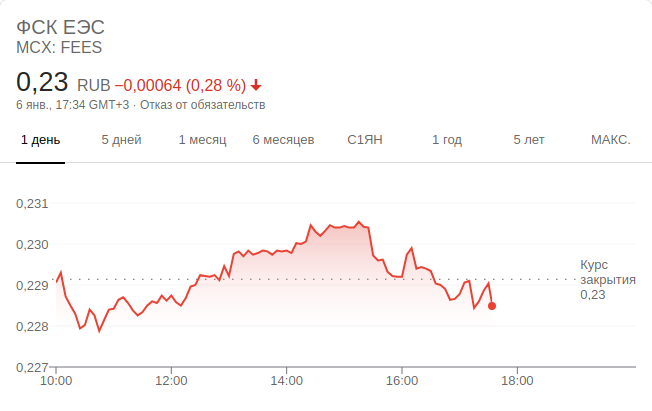 ФСК ЕЭС
MCX: FEES
0,23 RUB −0,00064 (0,28 %)
6 янв., 17:34 GMT+3 · Отказ от обязательств
1 день 5 дней 1 месяц 6 месяцев С1ЯН 1 год 5 лет МАКС.
0,231
0,230
0,229
0,228
0,227
Курс
закрытия
0,23
10:00 12:00 14:00 16:00 18:00